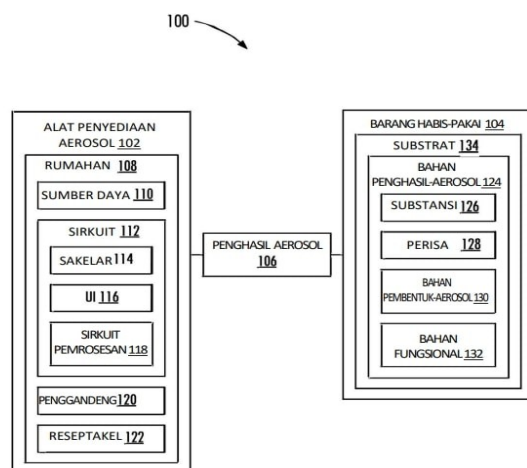 100
ALAT PENYEDIAAN
AEROSOL 102
RUMAHAN 108
SUMBER DAYA 110
SIRKUIT 112
SAKELAR 114
UI 116
SIRKUIT
PEMROSESAN 118
PENGGANDENG 120
RESEPTAKEL 122
PENGHASIL AEROSOL
106
BARANG HABIS-PAKAI 104
SUBSTRAT 134
BAHAN
PENGHASIL-AEROSOL 124
SUBSTANSI
126
PERISA
128
BAHAN
PEMBENTUK-AEROSOL 130
BAHAN
FUNGSIONAL 132